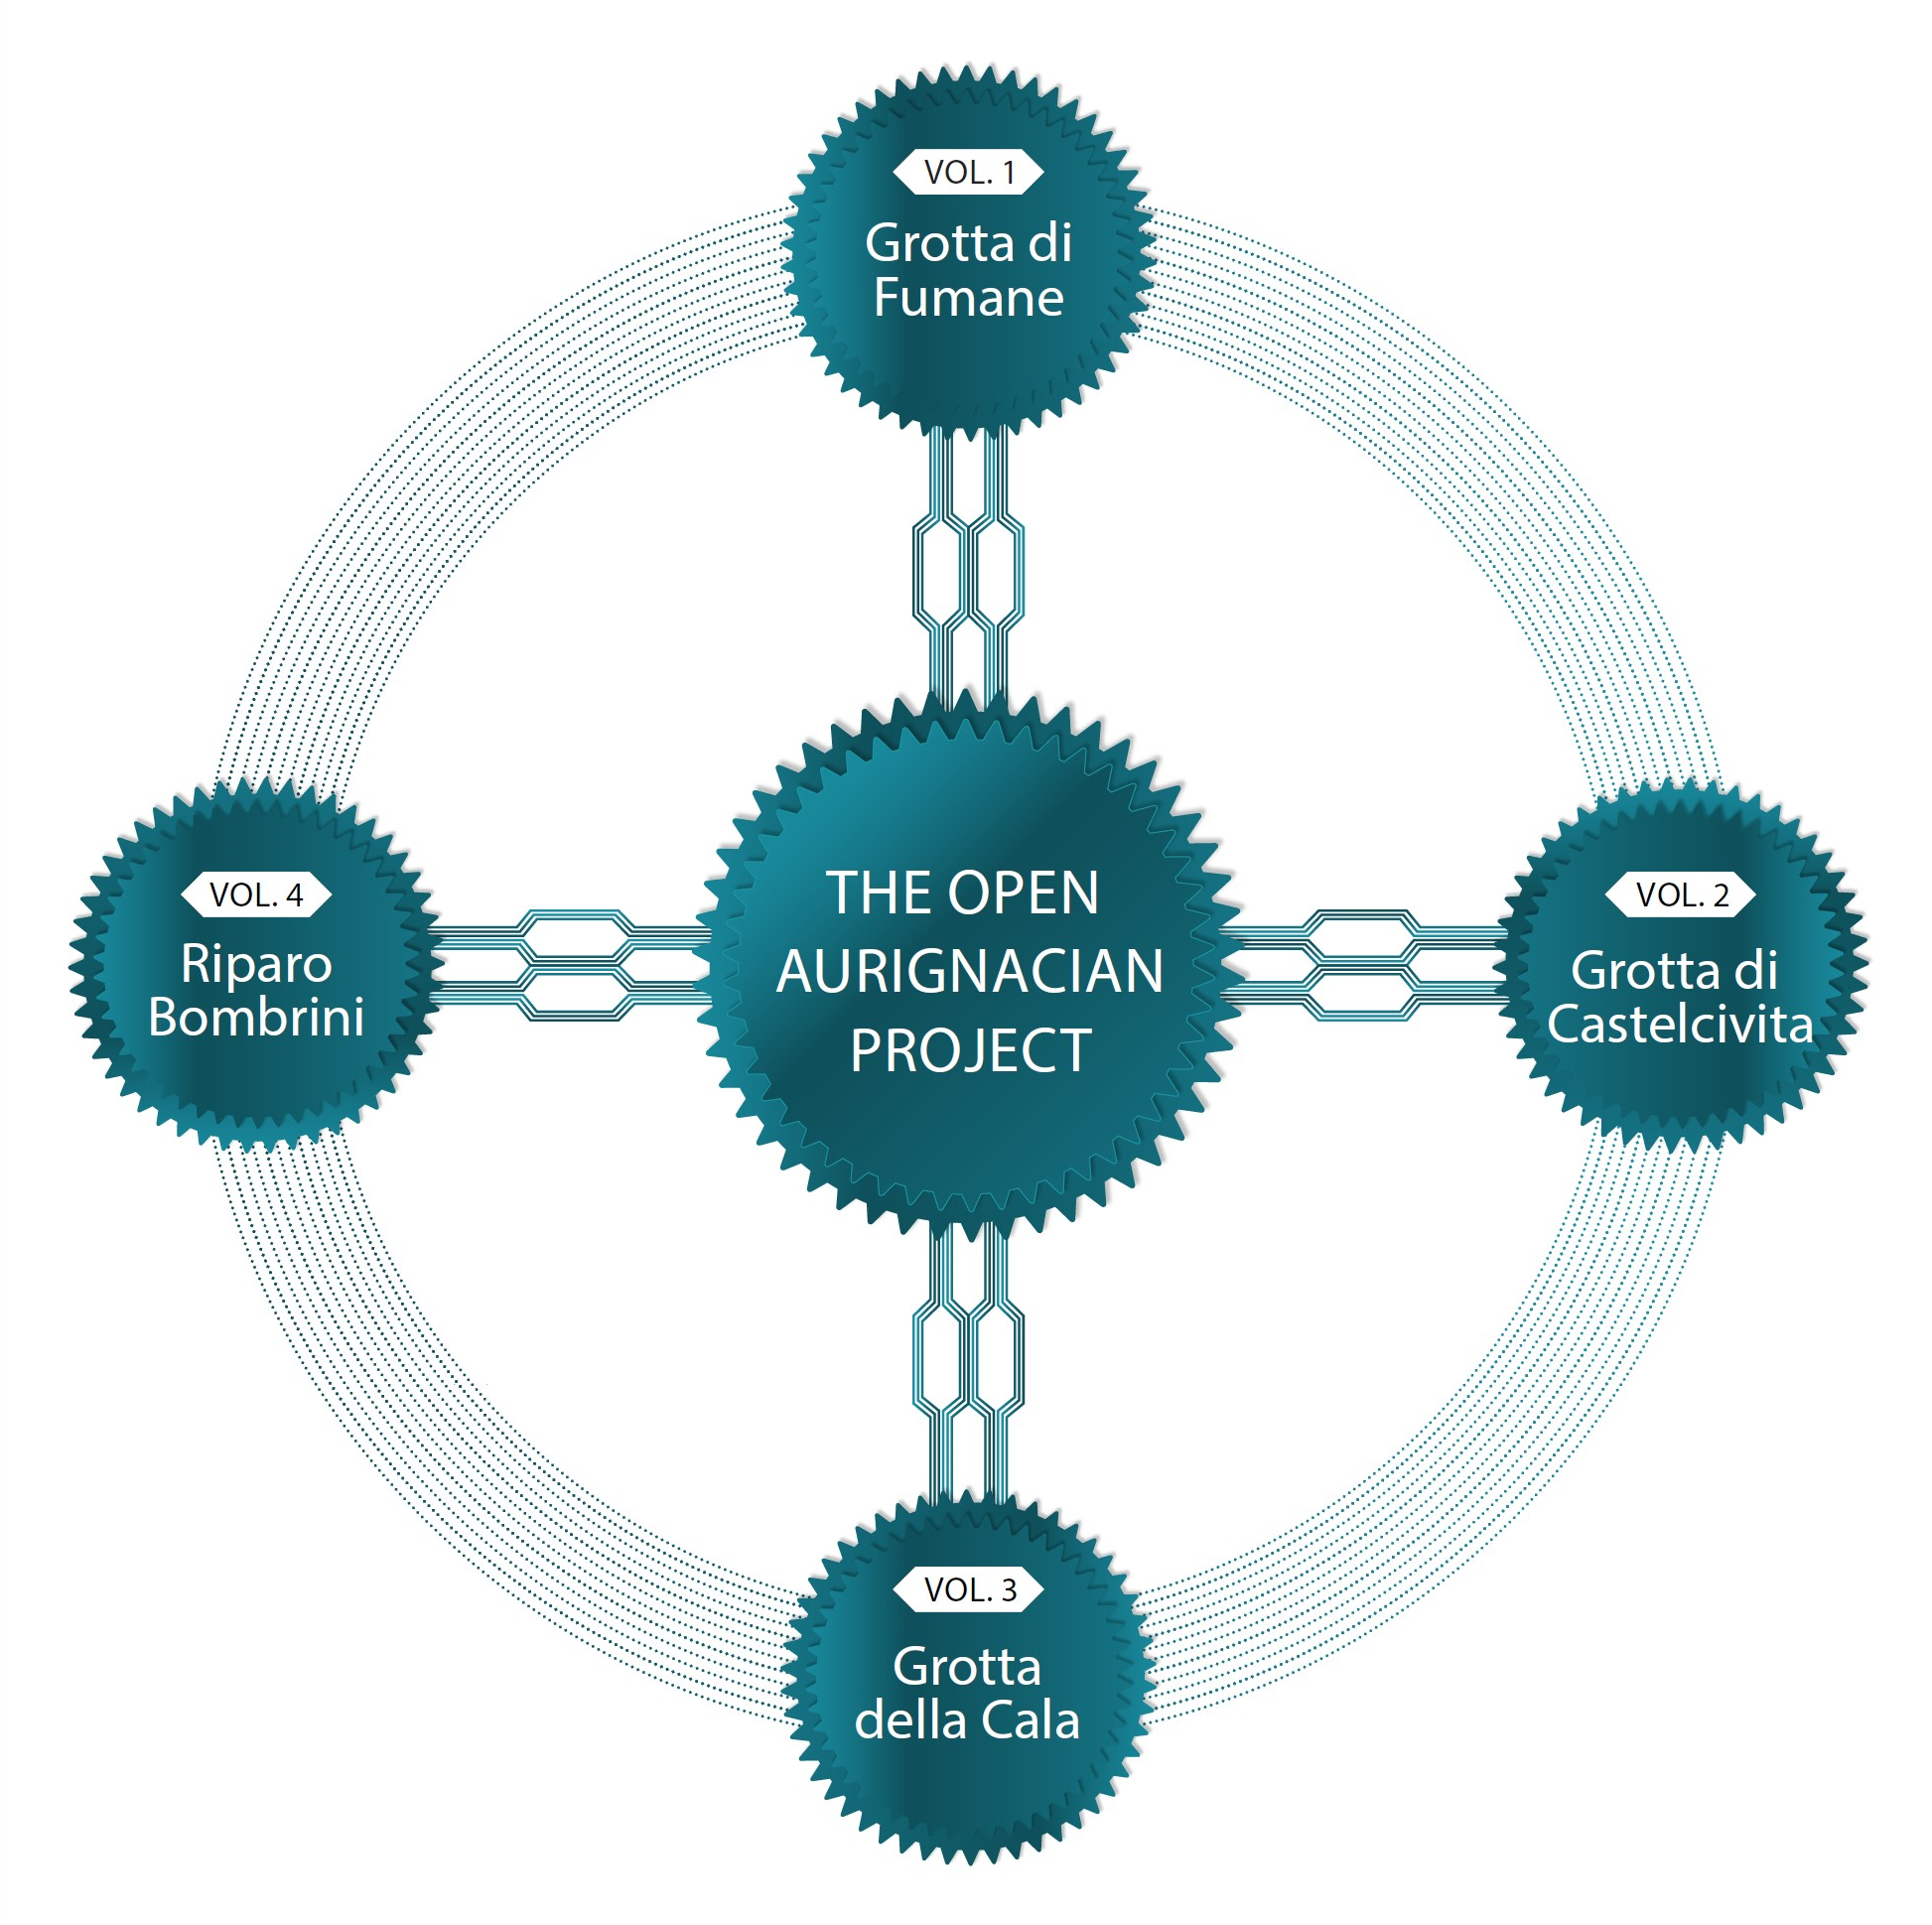 VOL. 1
Grotta di
Fumane
VOL. 4
Riparo
Bombrini
THE OPEN
AURIGNACIAN
PROJECT
VOL. 2
Grotta di
Castelcivita
VOL. 3
Grotta
della Cala